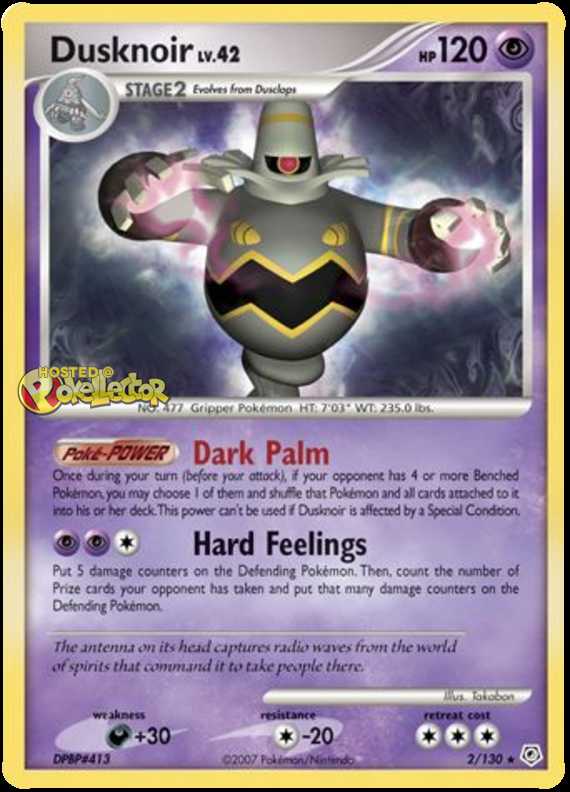 Dusknoir LV.42 HP 120
STAGE2 Evolves from Dusclops
HOSTED @
Pokellector
NO. 477 Gripper Pokémon HT: 7'03" WT: 235.0 lbs.
Poké-POWER Dark Palm
Once during your turn (before your attack), if your opponent has 4 or more Benched
Pokémon, you may choose 1 of them and shuffle that Pokémon and all cards attached to it
into his or her deck. This power can't be used if Dusknoir is affected by a Special Condition.
Hard Feelings
Put 5 damage counters on the Defending Pokémon. Then, count the number of
Prize cards your opponent has taken and put that many damage counters on the
Defending Pokémon.
The antenna on its head captures radio waves from the world
of spirits that command it to take people there.
Illus. Takabon
weakness resistance retreat cost
+30 -20
DPBP#413 ©2007 Pokémon/Nintendo 2/130 ★